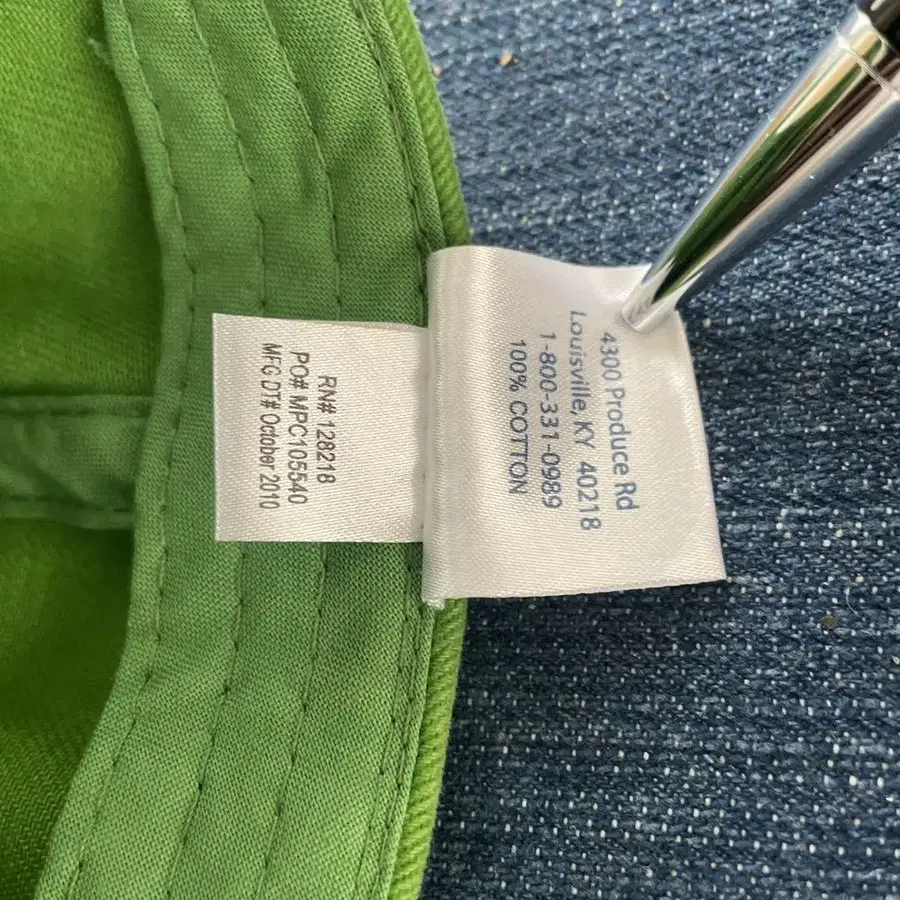 RN# 128218
PO# MPC105540
MFG DT# October 2010
4300 Produce Rd
Louisville, KY 40218
1-800-331-0989
100% COTTON